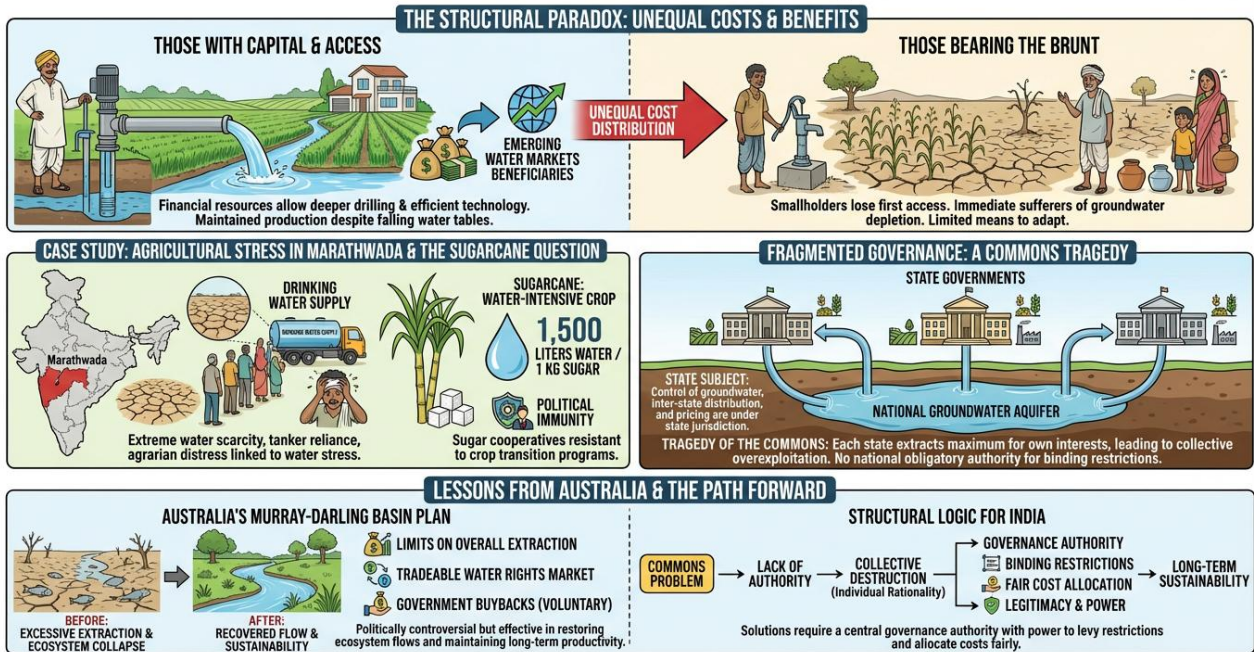 THE STRUCTURAL PARADOX: UNEQUAL COSTS & BENEFITS
THOSE WITH CAPITAL & ACCESS
EMERGING
WATER MARKETS
BENEFICIARIES
Financial resources allow deeper drilling & efficient technology.
Maintained production despite falling water tables.
UNEQUAL COST
DISTRIBUTION
THOSE BEARING THE BRUNT
Smallholders lose first access. Immediate sufferers of groundwater
depletion. Limited means to adapt.
CASE STUDY: AGRICULTURAL STRESS IN MARATHWADA & THE SUGARCANE QUESTION
Marathwada
DRINKING
WATER SUPPLY
Extreme water scarcity, tanker reliance,
agrarian distress linked to water stress.
SUGARCANE:
WATER-INTENSIVE CROP
1,500
LITERS WATER /
1 KG SUGAR
POLITICAL
IMMUNITY
Sugar cooperatives resistant
to crop transition programs.
FRAGMENTED GOVERNANCE: A COMMONS TRAGEDY
STATE GOVERNMENTS
STATE SUBJECT:
Control of groundwater,
inter-state distribution,
and pricing are under
state jurisdiction.
NATIONAL GROUNDWATER AQUIFER
TRAGEDY OF THE COMMONS: Each state extracts maximum for own interests, leading to collective
overexploitation. No national obligatory authority for binding restrictions.
LESSONS FROM AUSTRALIA & THE PATH FORWARD
AUSTRALIA'S MURRAY-DARLING BASIN PLAN
BEFORE:
EXCESSIVE EXTRACTION &
ECOSYSTEM COLLAPSE
AFTER:
RECOVERED FLOW &
SUSTAINABILITY
LIMITS ON OVERALL EXTRACTION
TRADEABLE WATER RIGHTS MARKET
GOVERNMENT BUYBACKS (VOLUNTARY)
Politically controversial but effective in restoring
ecosystem flows and maintaining long-term productivity.
STRUCTURAL LOGIC FOR INDIA
COMMONS
PROBLEM
LACK OF
AUTHORITY
COLLECTIVE
DESTRUCTION
(Individual Rationality)
GOVERNANCE AUTHORITY
BINDING RESTRICTIONS
FAIR COST ALLOCATION
LEGITIMACY & POWER
LONG-TERM
SUSTAINABILITY
Solutions require a central governance authority with power to levy restrictions
and allocate costs fairly.